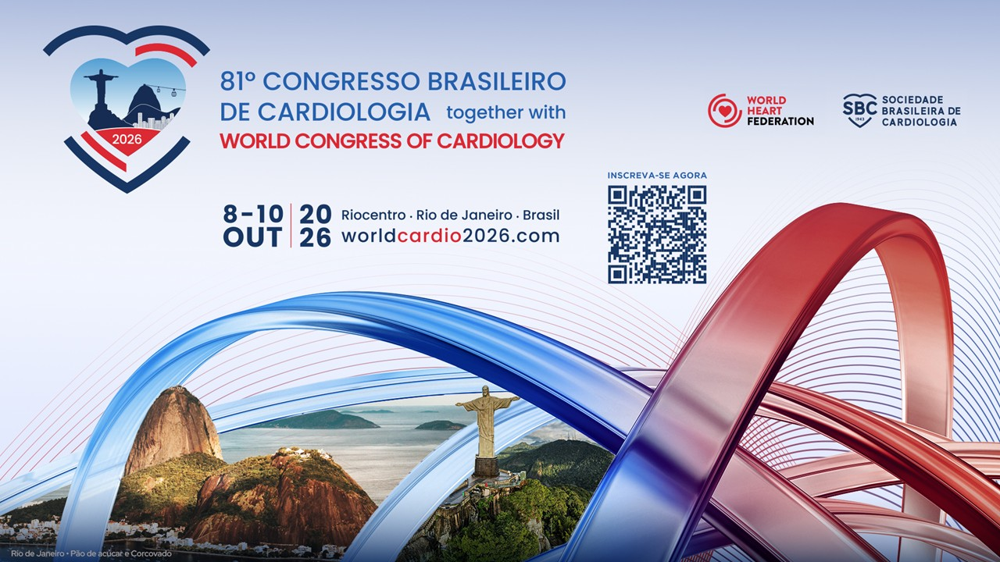 2026
81º CONGRESSO BRASILEIRO
DE CARDIOLOGIA together with
WORLD CONGRESS OF CARDIOLOGY
WORLD
HEART
FEDERATION
SBC
1943
SOCIEDADE
BRASILEIRA DE
CARDIOLOGIA
8-10
OUT
20
26
Riocentro · Rio de Janeiro · Brasil
worldcardio2026.com
INSCREVA-SE AGORA
Rio de Janeiro • Pão de açúcar e Corcovado